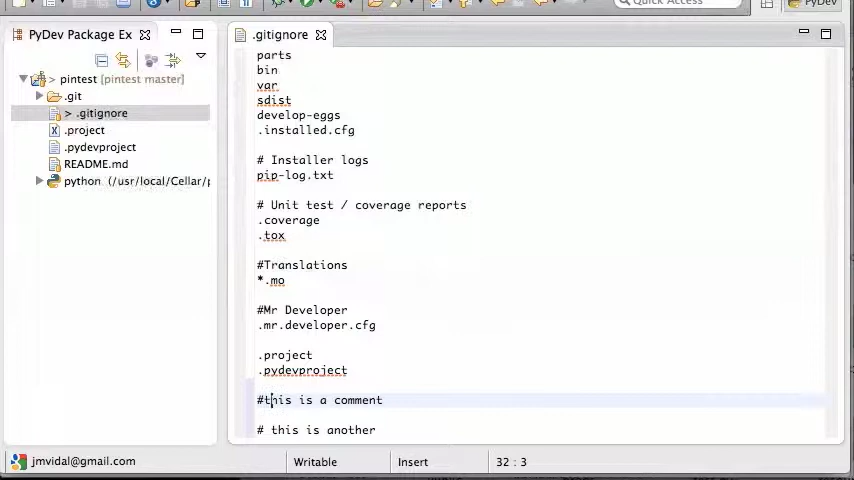 Quick Access
PyDev
PyDev Package Ex
> pintest [pintest master]
.git
> .gitignore
.project
.pydevproject
README.md
python (/usr/local/Cellar/p
.gitignore
parts
bin
var
sdist
develop-eggs
.installed.cfg
# Installer logs
pip-log.txt
# Unit test / coverage reports
.coverage
.tox
#Translations
*.mo
#Mr Developer
.mr.developer.cfg
.project
.pydevproject
#this is a comment
# this is another
jmvidal@gmail.com
Writable
Insert
32 : 3